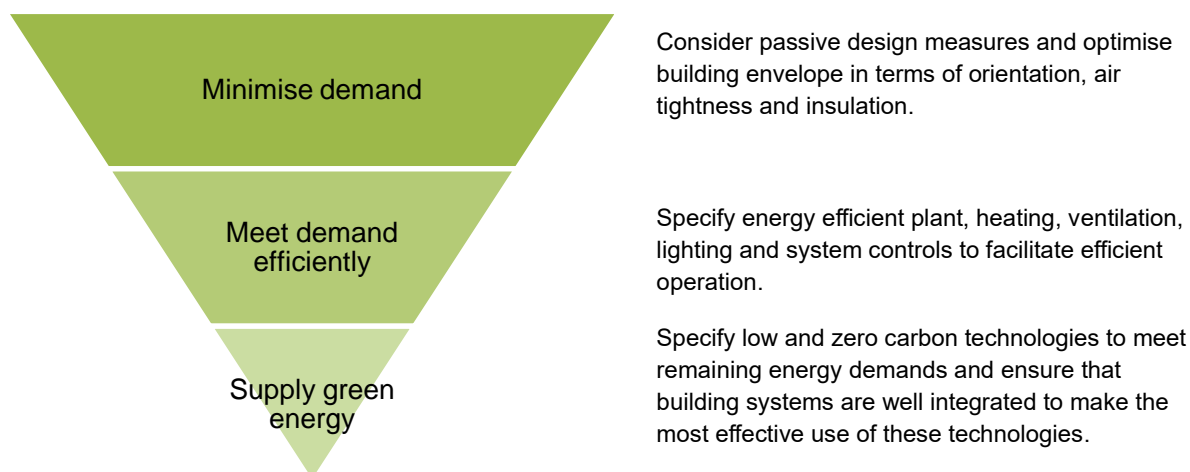 Minimise demand
Consider passive design measures and optimise
building envelope in terms of orientation, air
tightness and insulation.
Meet demand
efficiently
Specify energy efficient plant, heating, ventilation,
lighting and system controls to facilitate efficient
operation.
Supply green
energy
Specify low and zero carbon technologies to meet
remaining energy demands and ensure that
building systems are well integrated to make the
most effective use of these technologies.